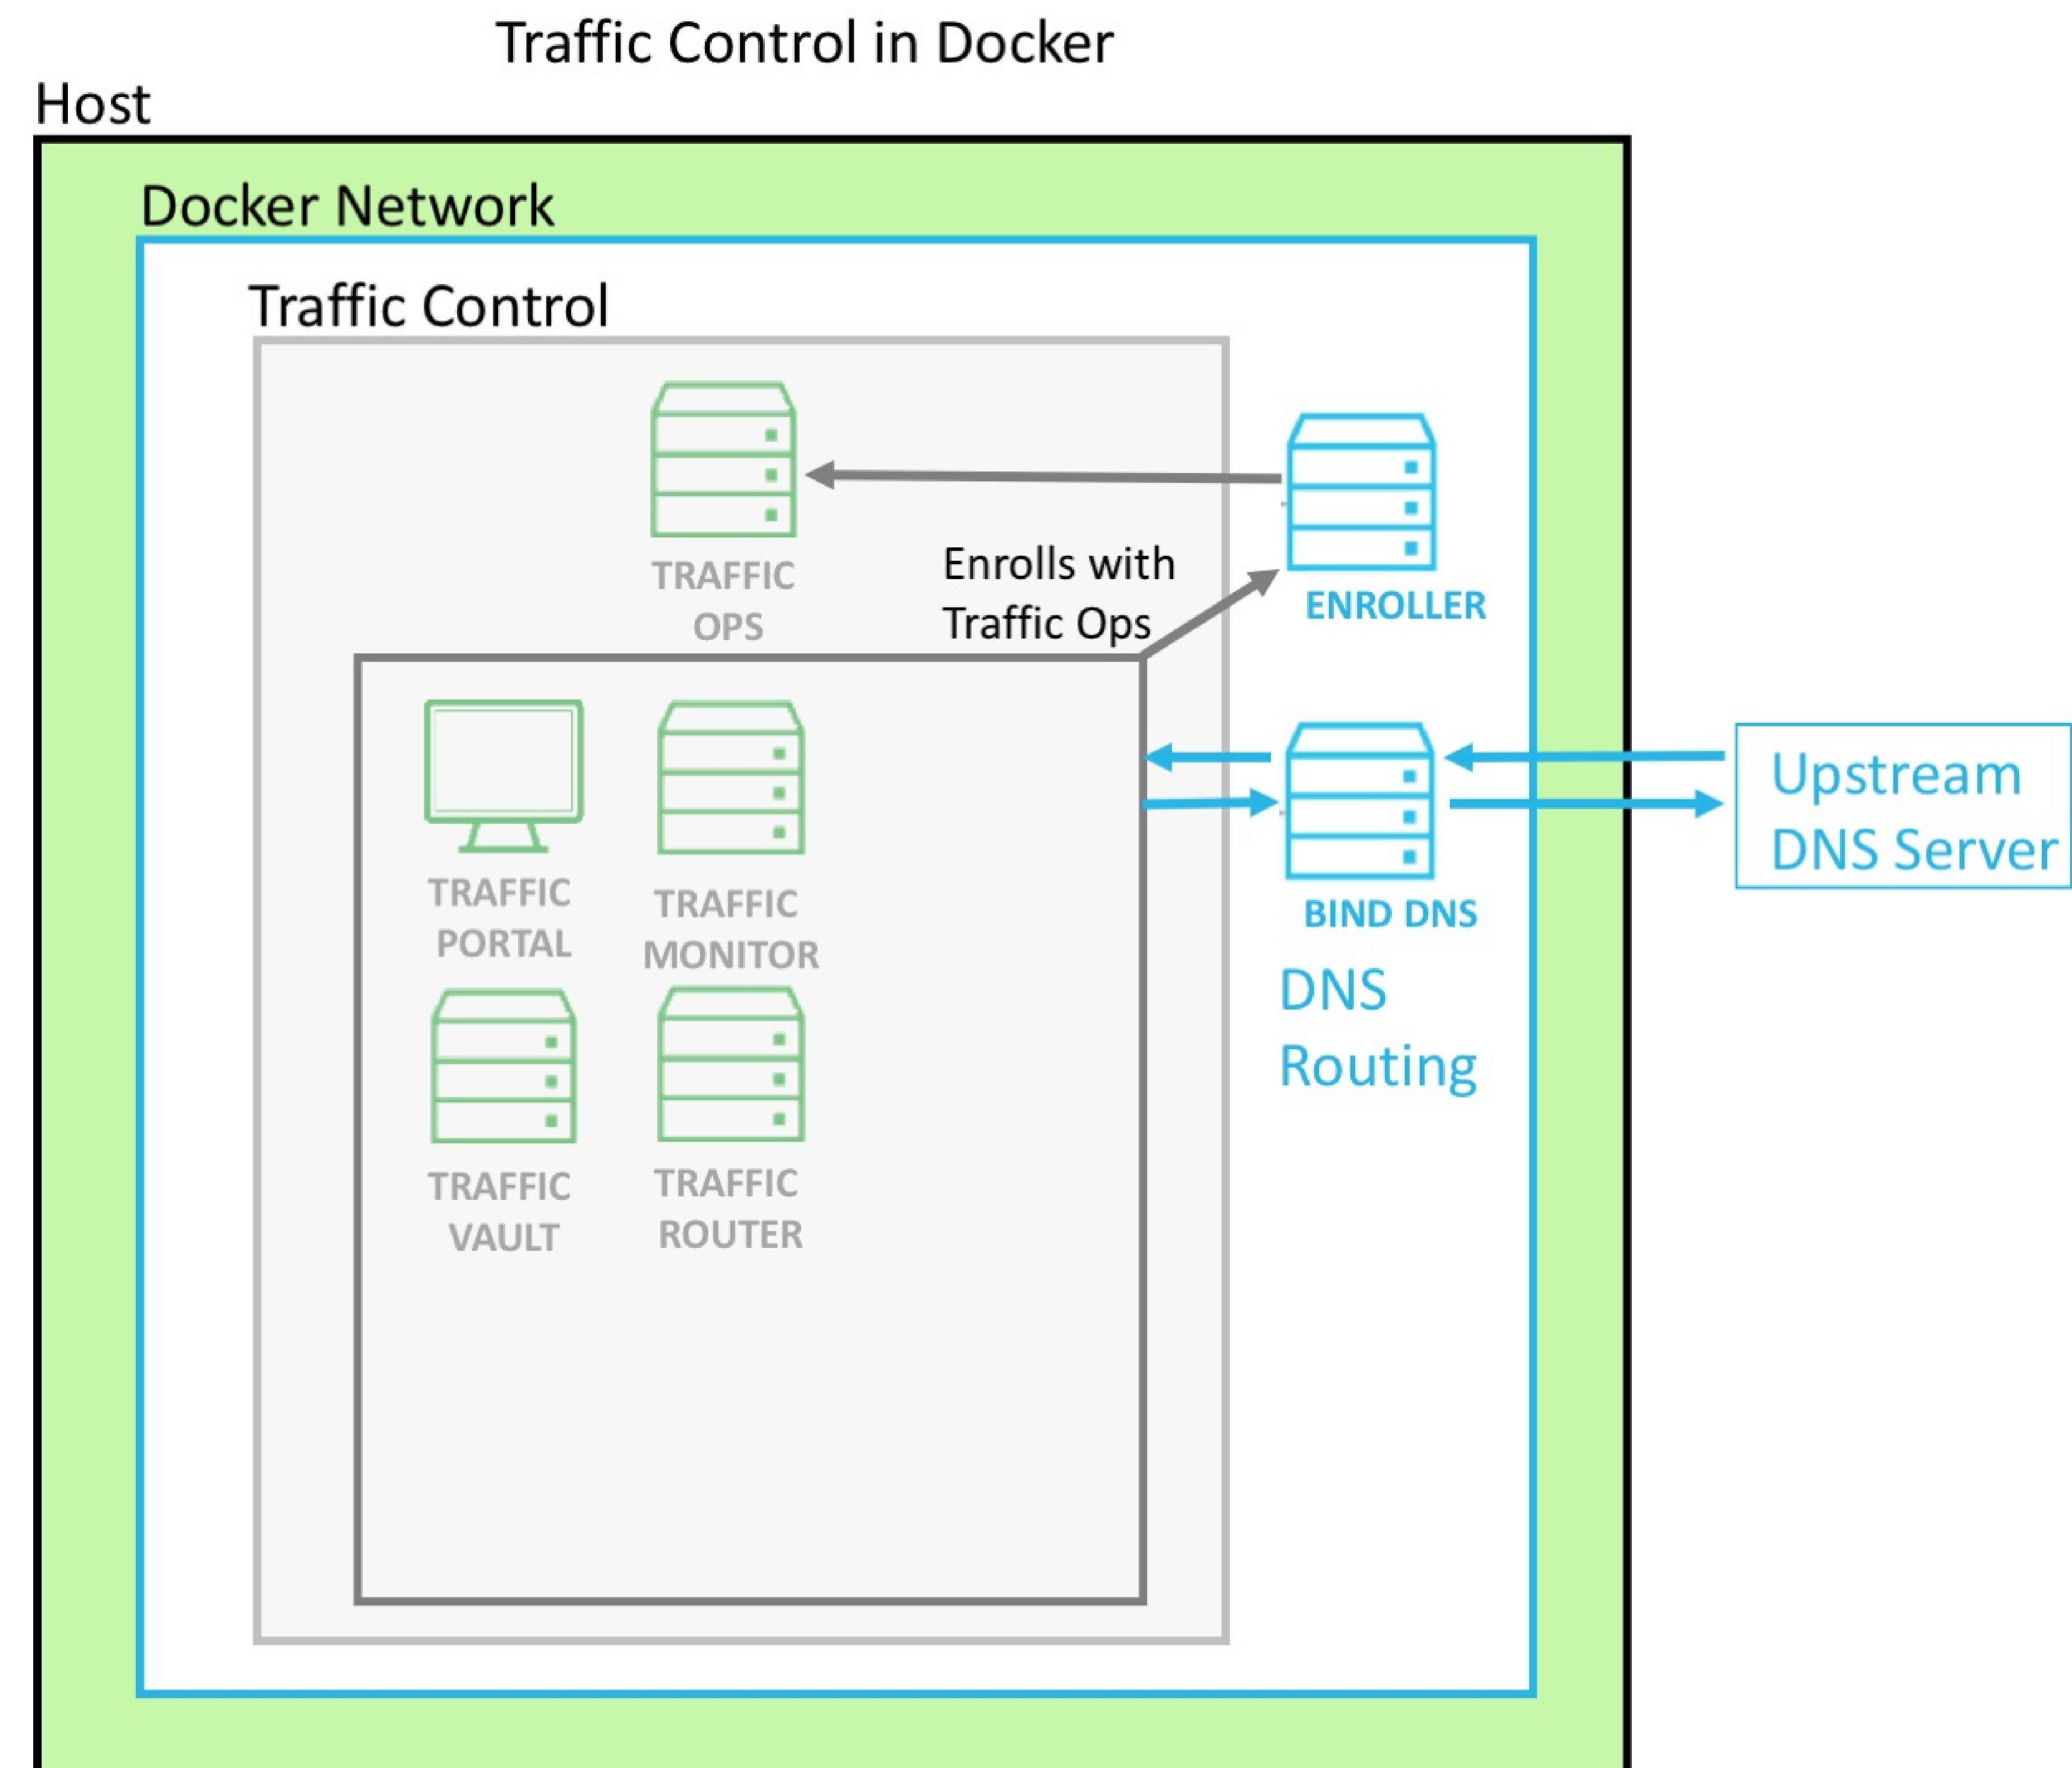 Traffic Control in Docker
Host
Docker Network
Traffic Control
TRAFFIC
OPS
Enrolls with
Traffic Ops
ENROLLER
TRAFFIC
PORTAL
TRAFFIC
MONITOR
TRAFFIC
VAULT
TRAFFIC
ROUTER
BIND DNS
DNS
Routing
Upstream
DNS Server